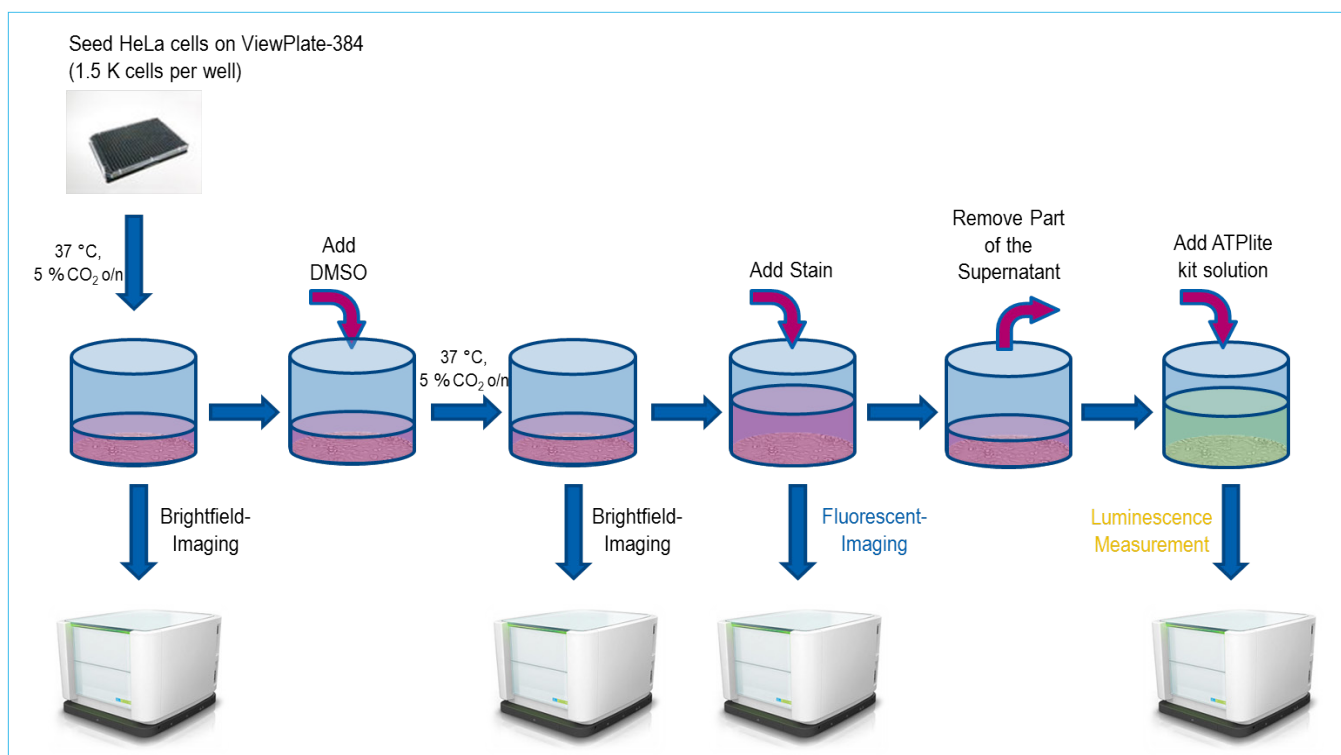 Seed HeLa cells on ViewPlate-384
(1.5 K cells per well)
37 °C,
5 % CO₂ o/n
Add
DMSO
37 °C,
5 % CO₂ o/n
Add Stain
Remove Part
of the
Supernatant
Add ATPlite
kit solution
Brightfield-
Imaging
Brightfield-
Imaging
Fluorescent-
Imaging
Luminescence
Measurement